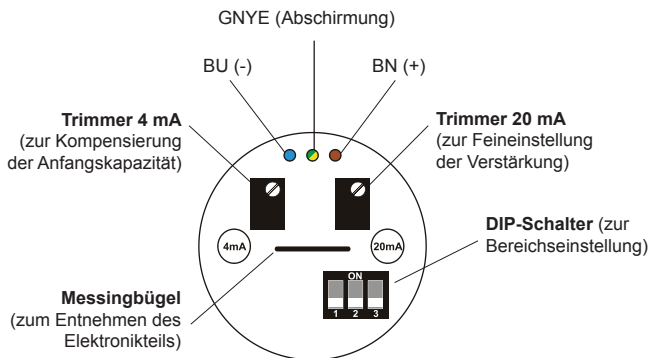 GNYE (Abschirmung)
BU (-)
BN (+)
Trimmer 4 mA
(zur Kompensierung
der Anfangskapazität)
Trimmer 20 mA
(zur Feineinstellung
der Verstärkung)
DIP-Schalter (zur
Bereichseinstellung)
4mA
20mA
ON
1 2 3
Messingbügel
(zum Entnehmen des
Elektronikteils)